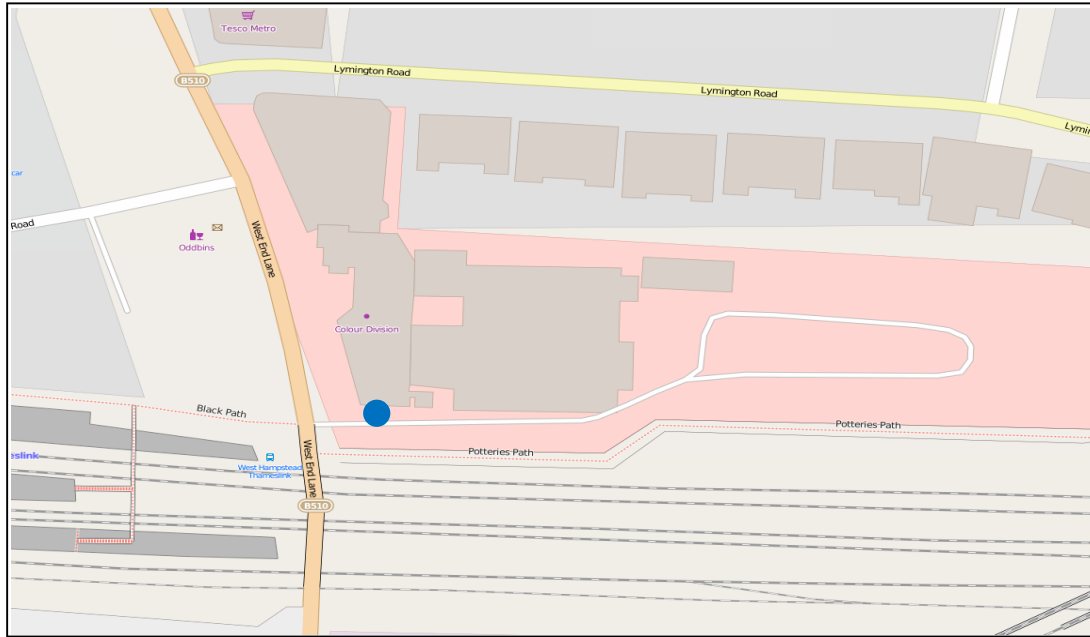 Tesco Metro
B510
Lymington Road
Lymington Road
Lymin
car
Road
Oddbins
West End Lane
Colour Division
Black Path
Potteries Path
Potteries Path
eslink
West Hampstead
Thameslink
West End Lane
B510